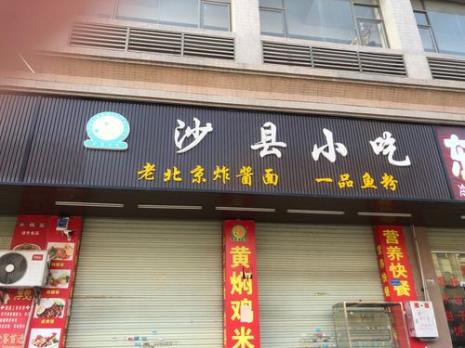 沙县小吃
老北京炸酱面 一品鱼粉
黄焖鸡米
营养快餐